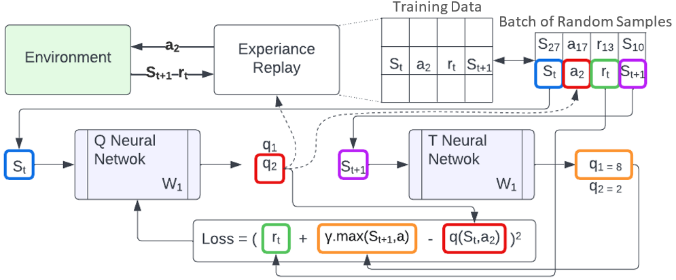 Training Data
Batch of Random Samples
Environment
a2
St+1-rt
Experiance
Replay
St a2 rt St+1
S27 a17 r13 S10
St a2 rt St+1
St
Q Neural
Netwok
W1
q1
q2
St+1
T Neural
Netwok
W1
q1 = 8
q2 = 2
Loss = ( rt + γ.max(St+1,a) - q(St,a2) )2